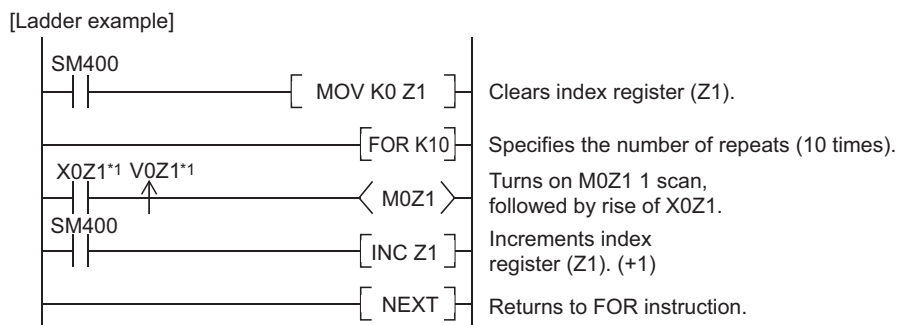 [Ladder example]
SM400
MOV K0 Z1
Clears index register (Z1).
FOR K10
Specifies the number of repeats (10 times).
X0Z1*1 V0Z1*1
M0Z1
Turns on M0Z1 1 scan,
followed by rise of X0Z1.
SM400
INC Z1
Increments index
register (Z1). (+1)
NEXT
Returns to FOR instruction.